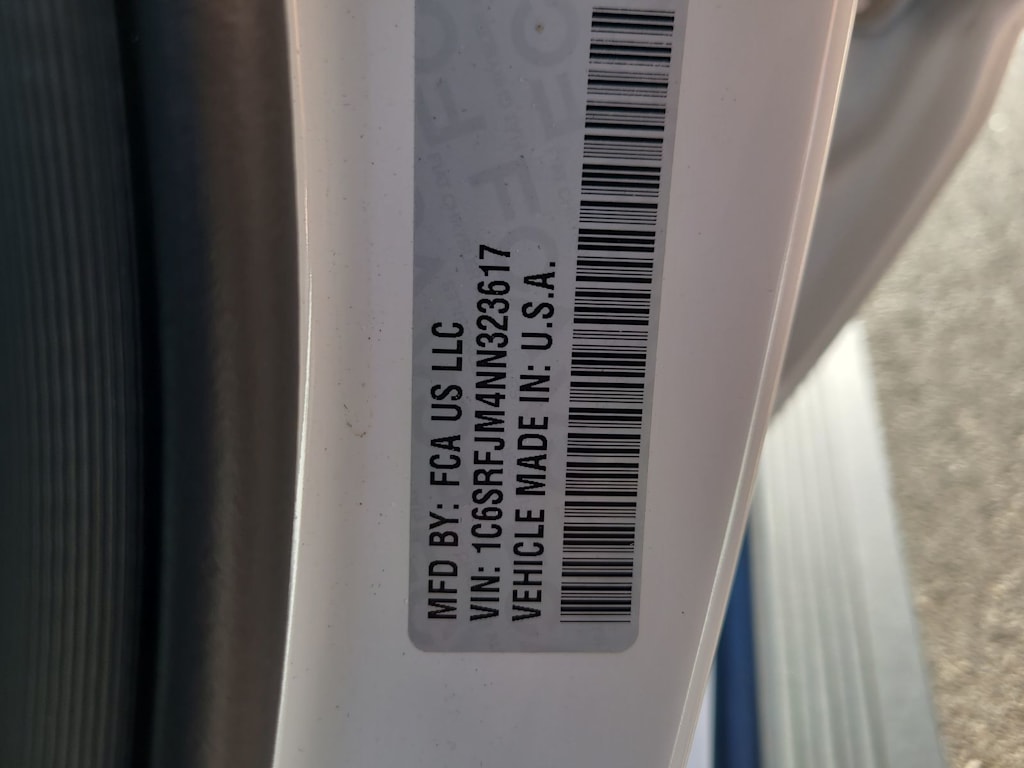 MFD BY: FCA US LLC
VIN: 1C6SRFJM4NN323617
VEHICLE MADE IN: U.S.A.